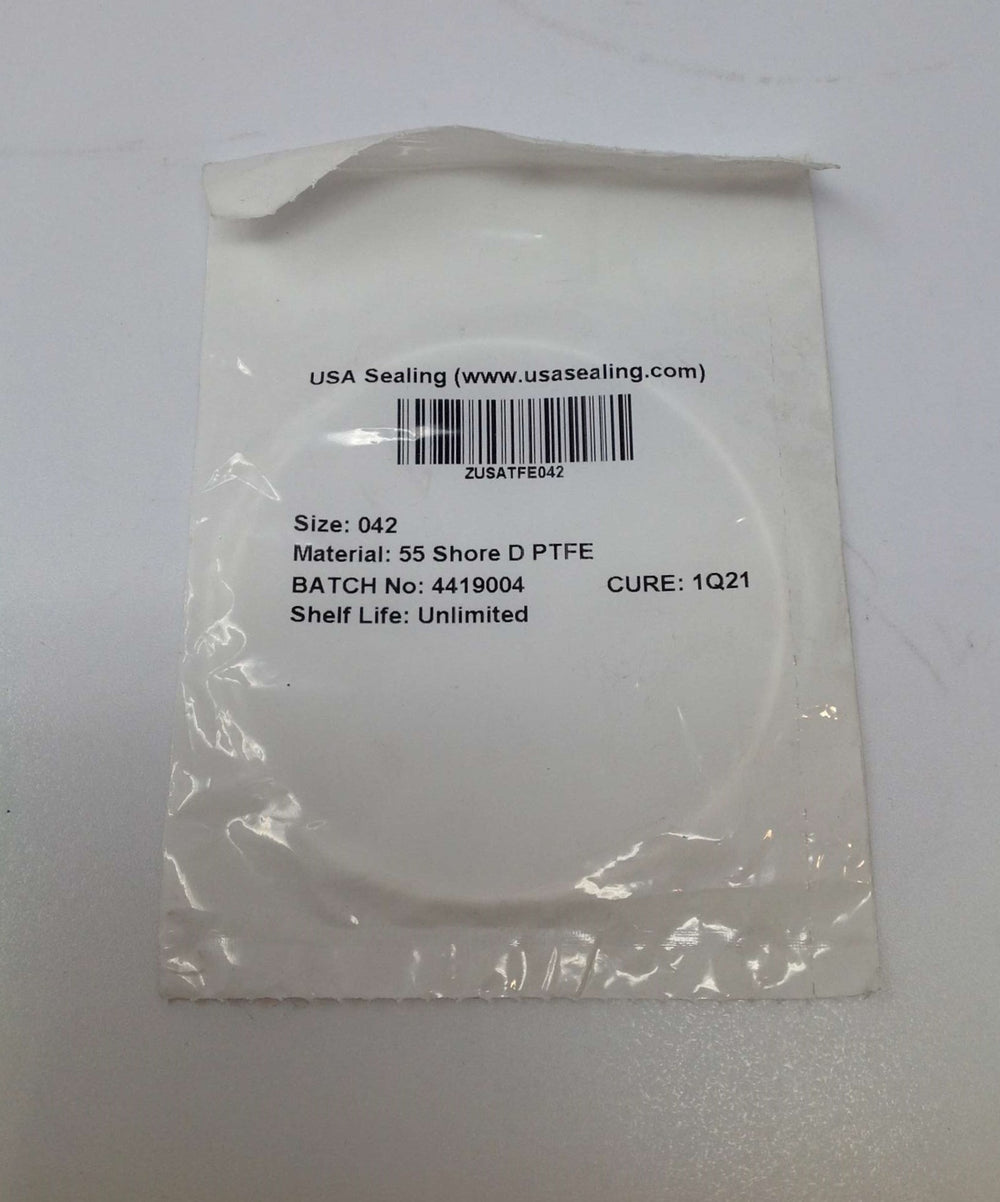 USA Sealing (www.usasealing.com)
ZUSATFE042
Size: 042
Material: 55 Shore D PTFE
BATCH No: 4419004 CURE: 1Q21
Shelf Life: Unlimited